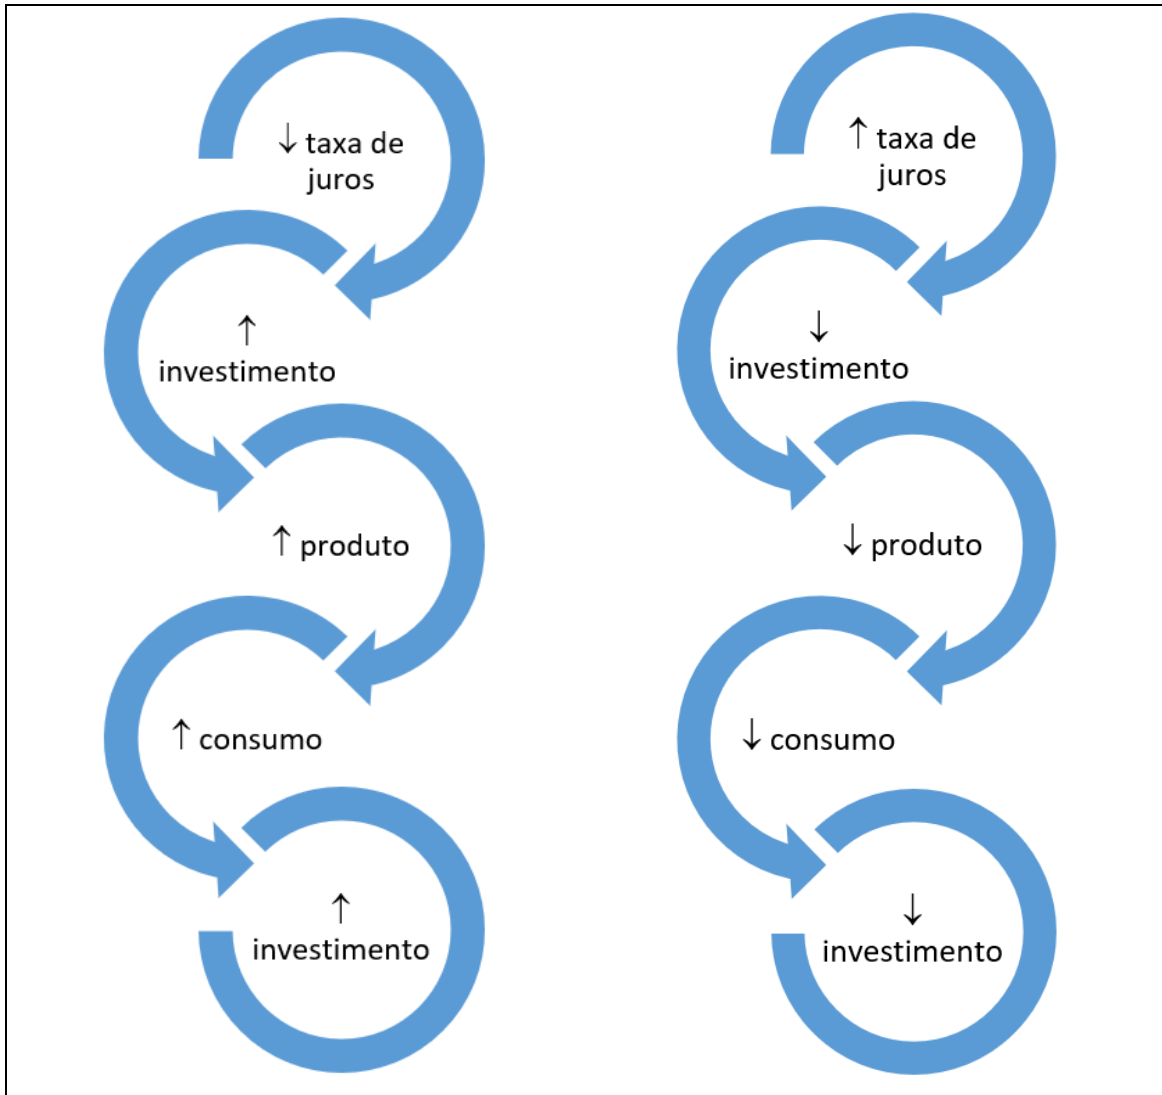 ↓ taxa de
juros
↑
investimento
↑ produto
↑ consumo
↑
investimento
↑ taxa de
juros
↓
investimento
↓ produto
↓ consumo
↓
investimento